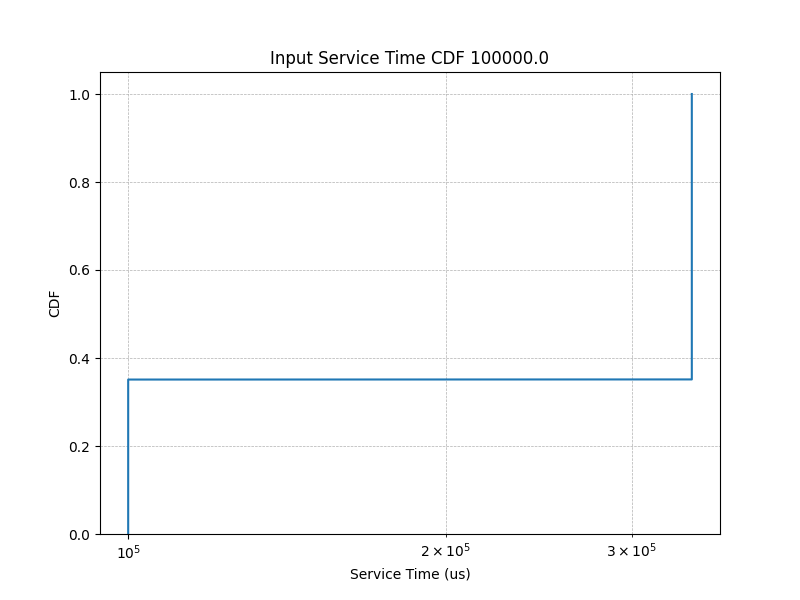 Input Service Time CDF 100000.0
1.0
0.8
0.6
0.4
0.2
0.0
CDF
10⁵
2 × 10⁵
3 × 10⁵
Service Time (us)